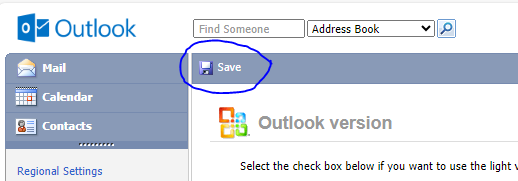 Outlook
Find Someone
Address Book
Mail
Save
Calendar
Contacts
Outlook version
Regional Settings
Select the check box below if you want to use the light v